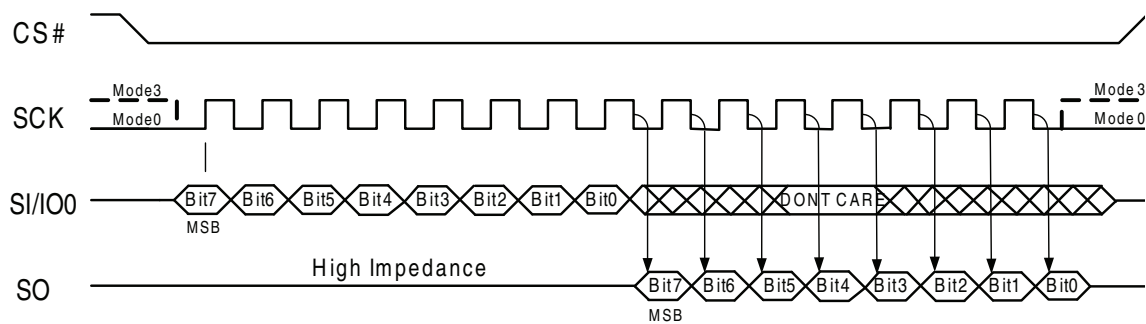 CS#
Mode3
Mode3
SCK
Mode0
Mode0
SI/IO0
Bit7 Bit6 Bit5 Bit4 Bit3 Bit2 Bit1 Bit0 DONT CARE
MSB
High Impedance
SO
Bit7 Bit6 Bit5 Bit4 Bit3 Bit2 Bit1 Bit0
MSB